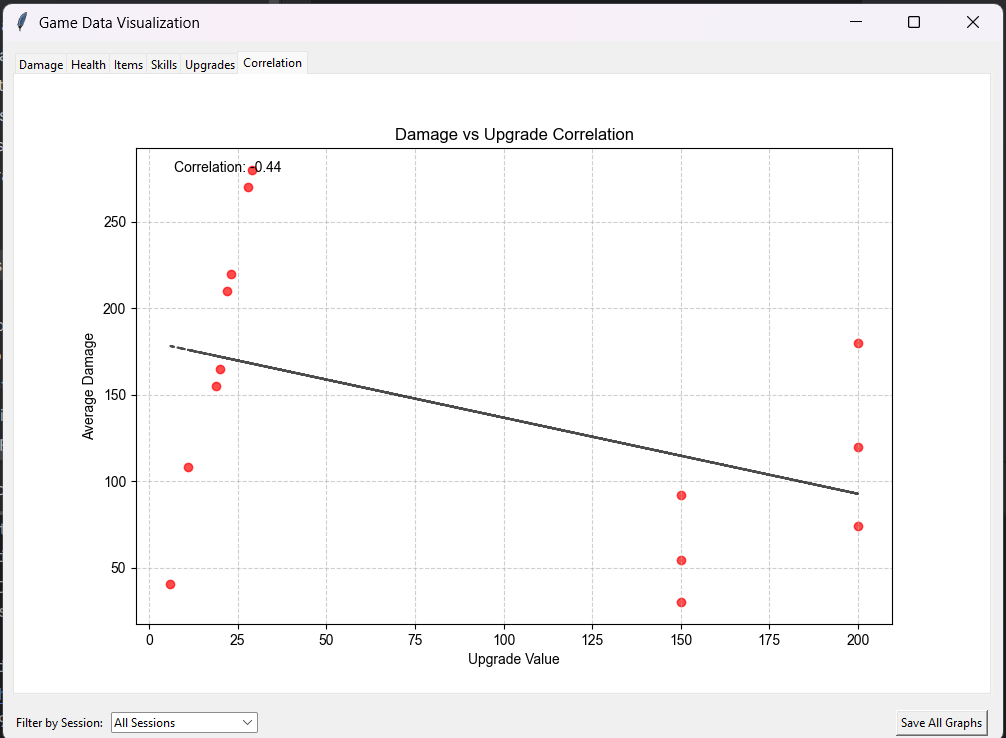 Game Data Visualization
Damage Health Items Skills Upgrades Correlation
Damage vs Upgrade Correlation
Correlation: -0.44
250
200
150
100
50
Average Damage
0 25 50 75 100 125 150 175 200
Upgrade Value
Filter by Session: All Sessions Save All Graphs